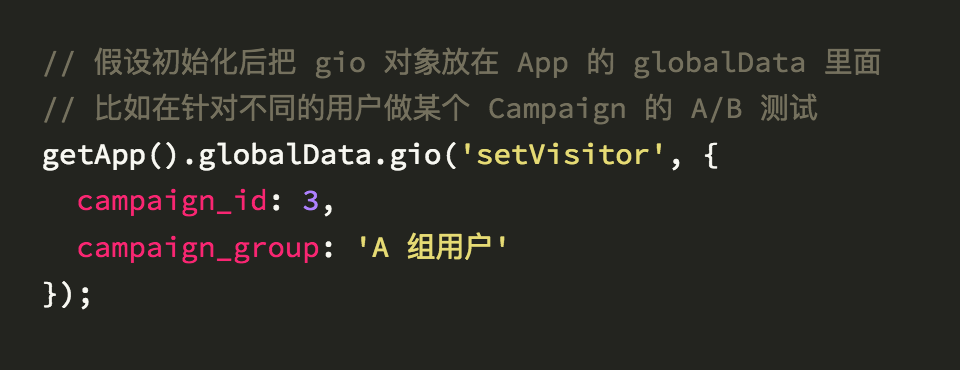 // 假设初始化后把 gio 对象放在 App 的 globalData 里面
// 比如在针对不同的用户做某个 Campaign 的 A/B 测试
getApp().globalData.gio('setVisitor', {
  campaign_id: 3,
  campaign_group: 'A 组用户'
});